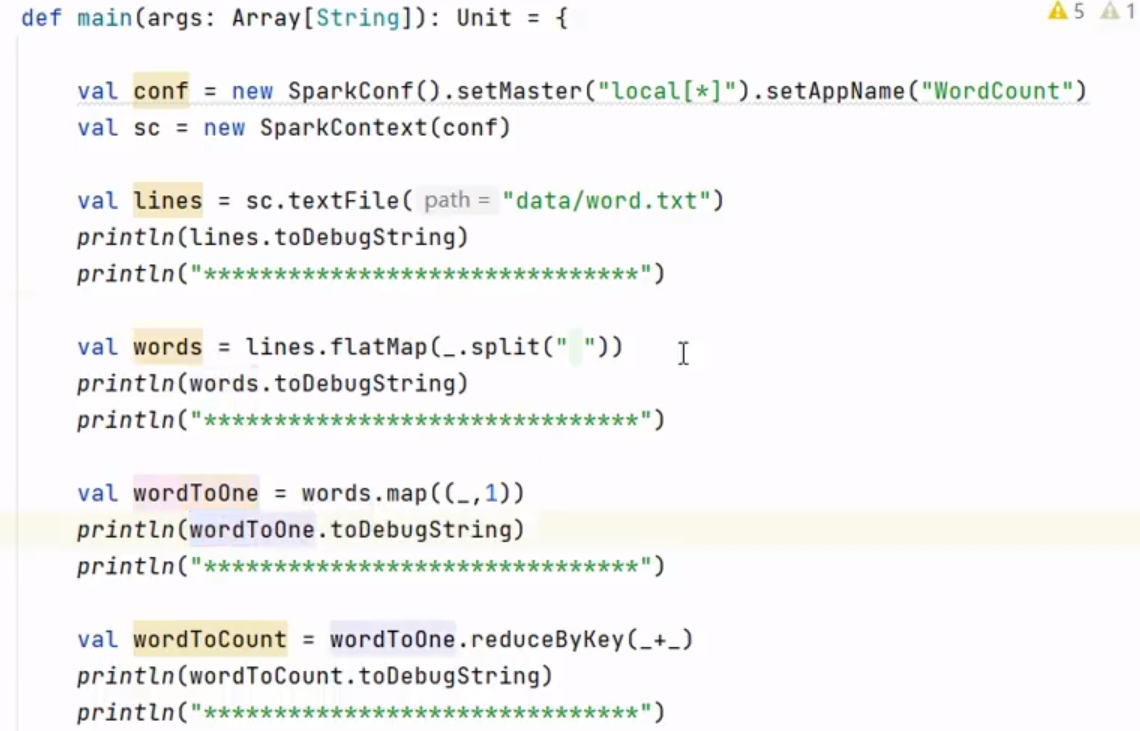 def main(args: Array[String]): Unit = {
5 1
val conf = new SparkConf().setMaster("local[*]").setAppName("WordCount")
val sc = new SparkContext(conf)
val lines = sc.textFile( path = "data/word.txt")
println(lines.toDebugString)
println("*******************************")
val words = lines.flatMap(_.split(" "))
println(words.toDebugString)
println("*******************************")
val wordToOne = words.map((_,1))
println(wordToOne.toDebugString)
println("*******************************")
val wordToCount = wordToOne.reduceByKey(_+_)
println(wordToCount.toDebugString)
println("*******************************")